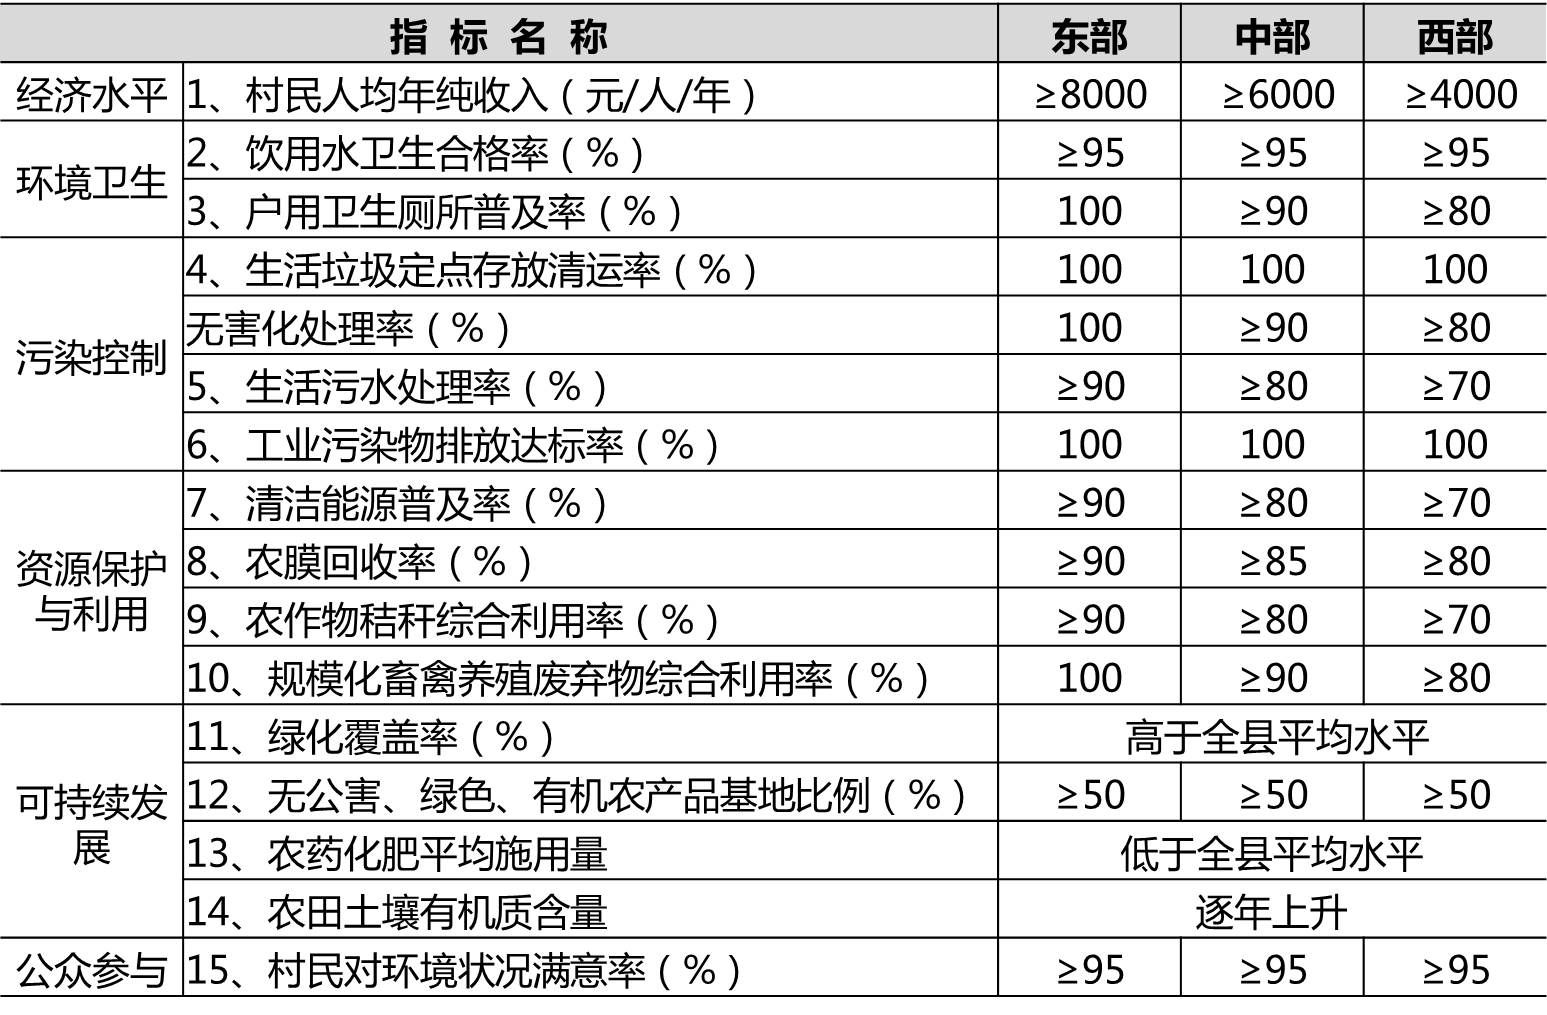 指 标 名 称 东部 中部 西部
经济水平 1、村民人均年纯收入（元/人/年） ≥8000 ≥6000 ≥4000
环境卫生 2、饮用水卫生合格率（%） ≥95 ≥95 ≥95
3、户用卫生厕所普及率（%） 100 ≥90 ≥80
污染控制 4、生活垃圾定点存放清运率（%） 100 100 100
无害化处理率（%） 100 ≥90 ≥80
5、生活污水处理率（%） ≥90 ≥80 ≥70
6、工业污染物排放达标率（%） 100 100 100
资源保护
与利用
7、清洁能源普及率（%） ≥90 ≥80 ≥70
8、农膜回收率（%） ≥90 ≥85 ≥80
9、农作物秸秆综合利用率（%） ≥90 ≥80 ≥70
10、规模化畜禽养殖废弃物综合利用率（%） 100 ≥90 ≥80
可持续发
展
11、绿化覆盖率（%） 高于全县平均水平
12、无公害、绿色、有机农产品基地比例（%） ≥50 ≥50 ≥50
13、农药化肥平均施用量 低于全县平均水平
14、农田土壤有机质含量 逐年上升
公众参与 15、村民对环境状况满意率（%） ≥95 ≥95 ≥95